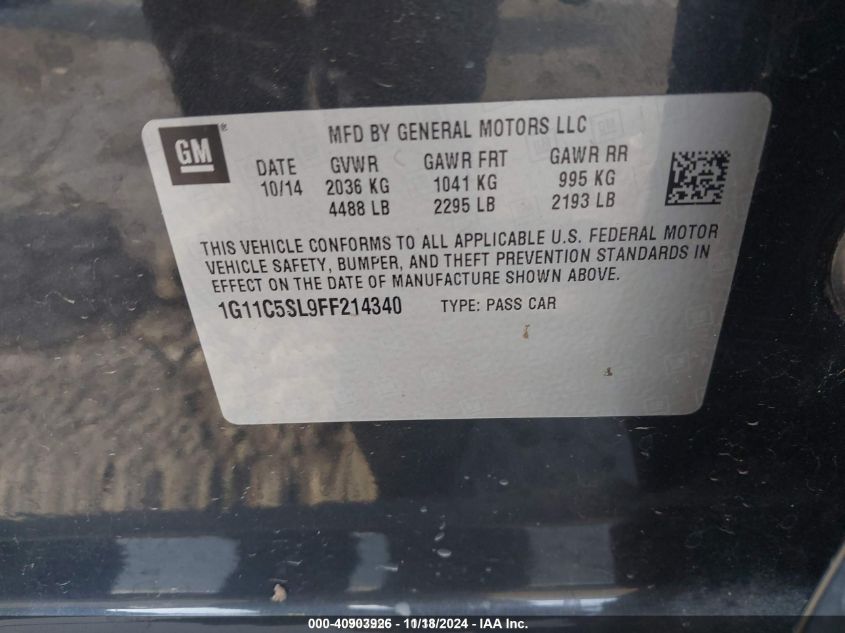 GM
®
MFD BY GENERAL MOTORS LLC
DATE GVWR GAWR FRT GAWR RR
10/14 2036 KG 1041 KG 995 KG
4488 LB 2295 LB 2193 LB
THIS VEHICLE CONFORMS TO ALL APPLICABLE U.S. FEDERAL MOTOR
VEHICLE SAFETY, BUMPER, AND THEFT PREVENTION STANDARDS IN
EFFECT ON THE DATE OF MANUFACTURE SHOWN ABOVE.
1G11C5SL9FF214340 TYPE: PASS CAR
000-40903926 - 11/18/2024 - IAA Inc.